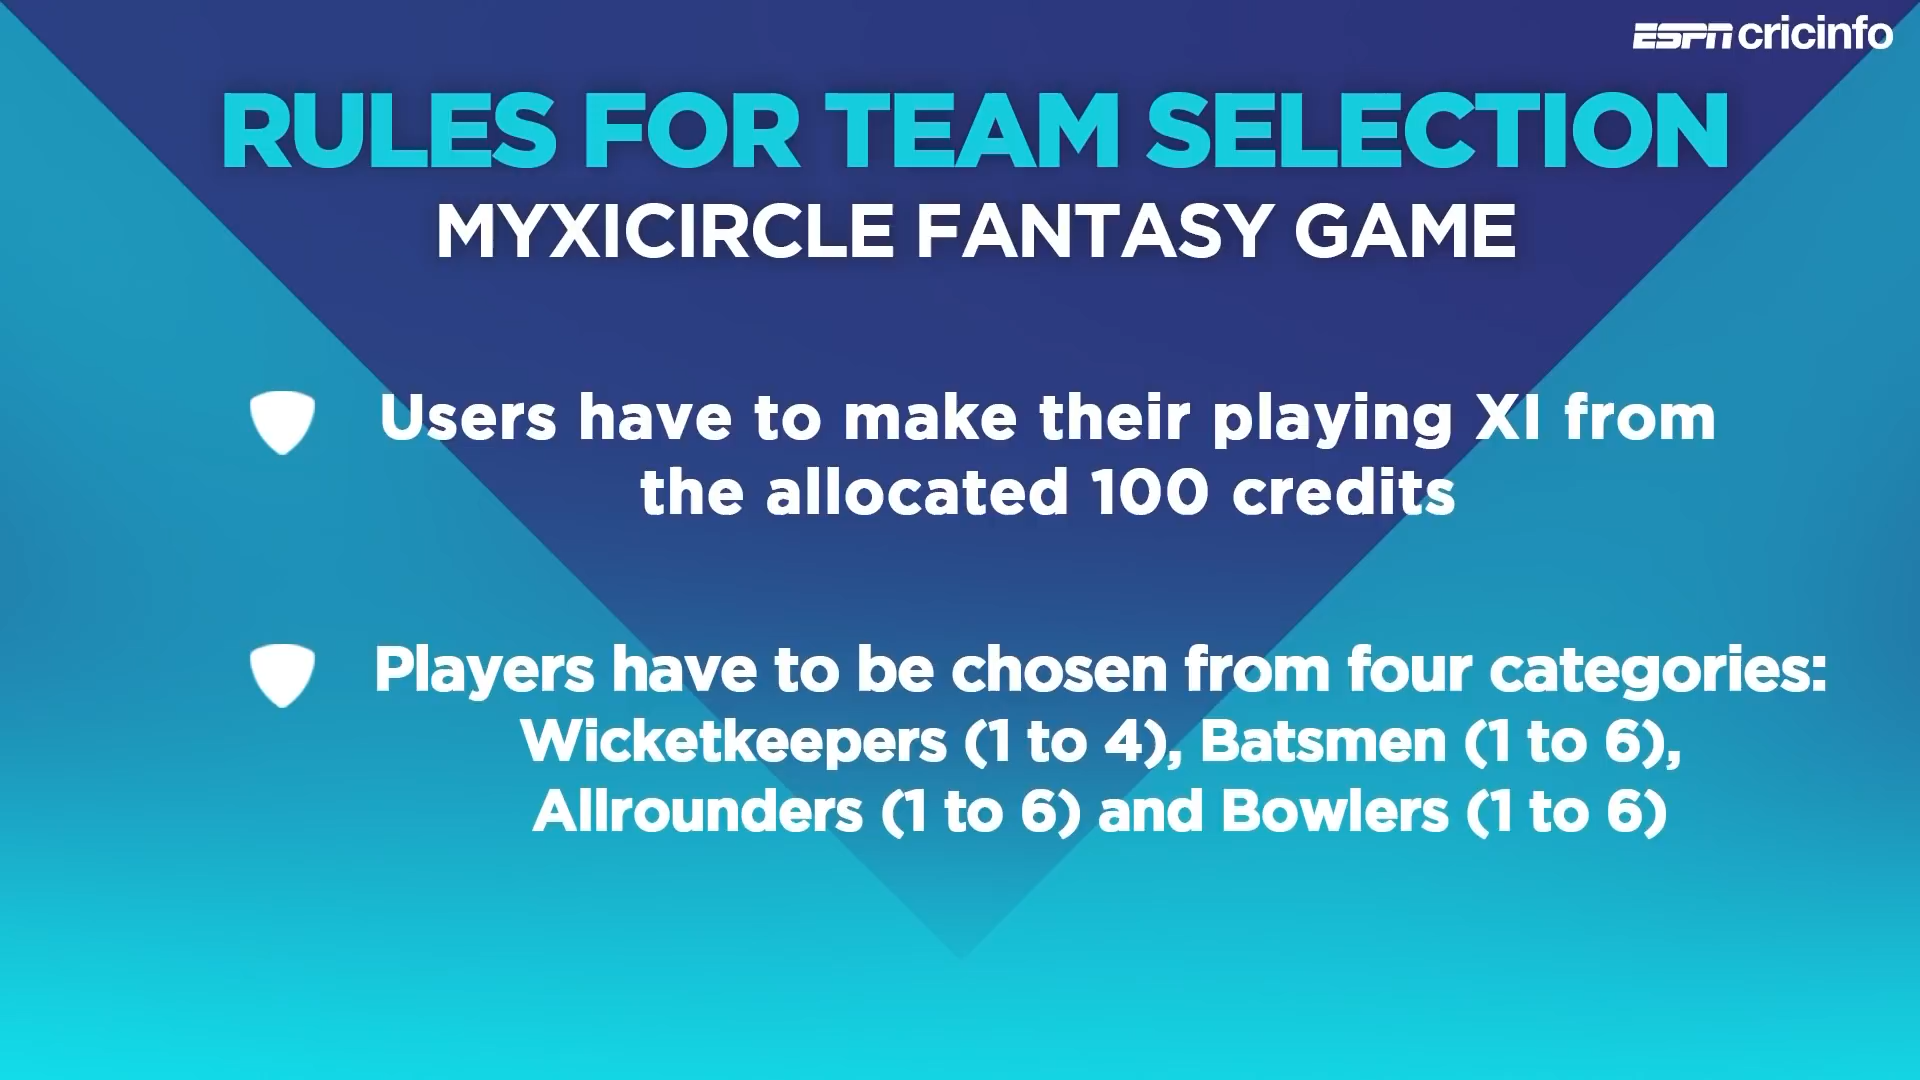 ESPN cricinfo
RULES FOR TEAM SELECTION
MYXICIRCLE FANTASY GAME
Users have to make their playing XI from
the allocated 100 credits
Players have to be chosen from four categories:
Wicketkeepers (1 to 4), Batsmen (1 to 6),
Allrounders (1 to 6) and Bowlers (1 to 6)